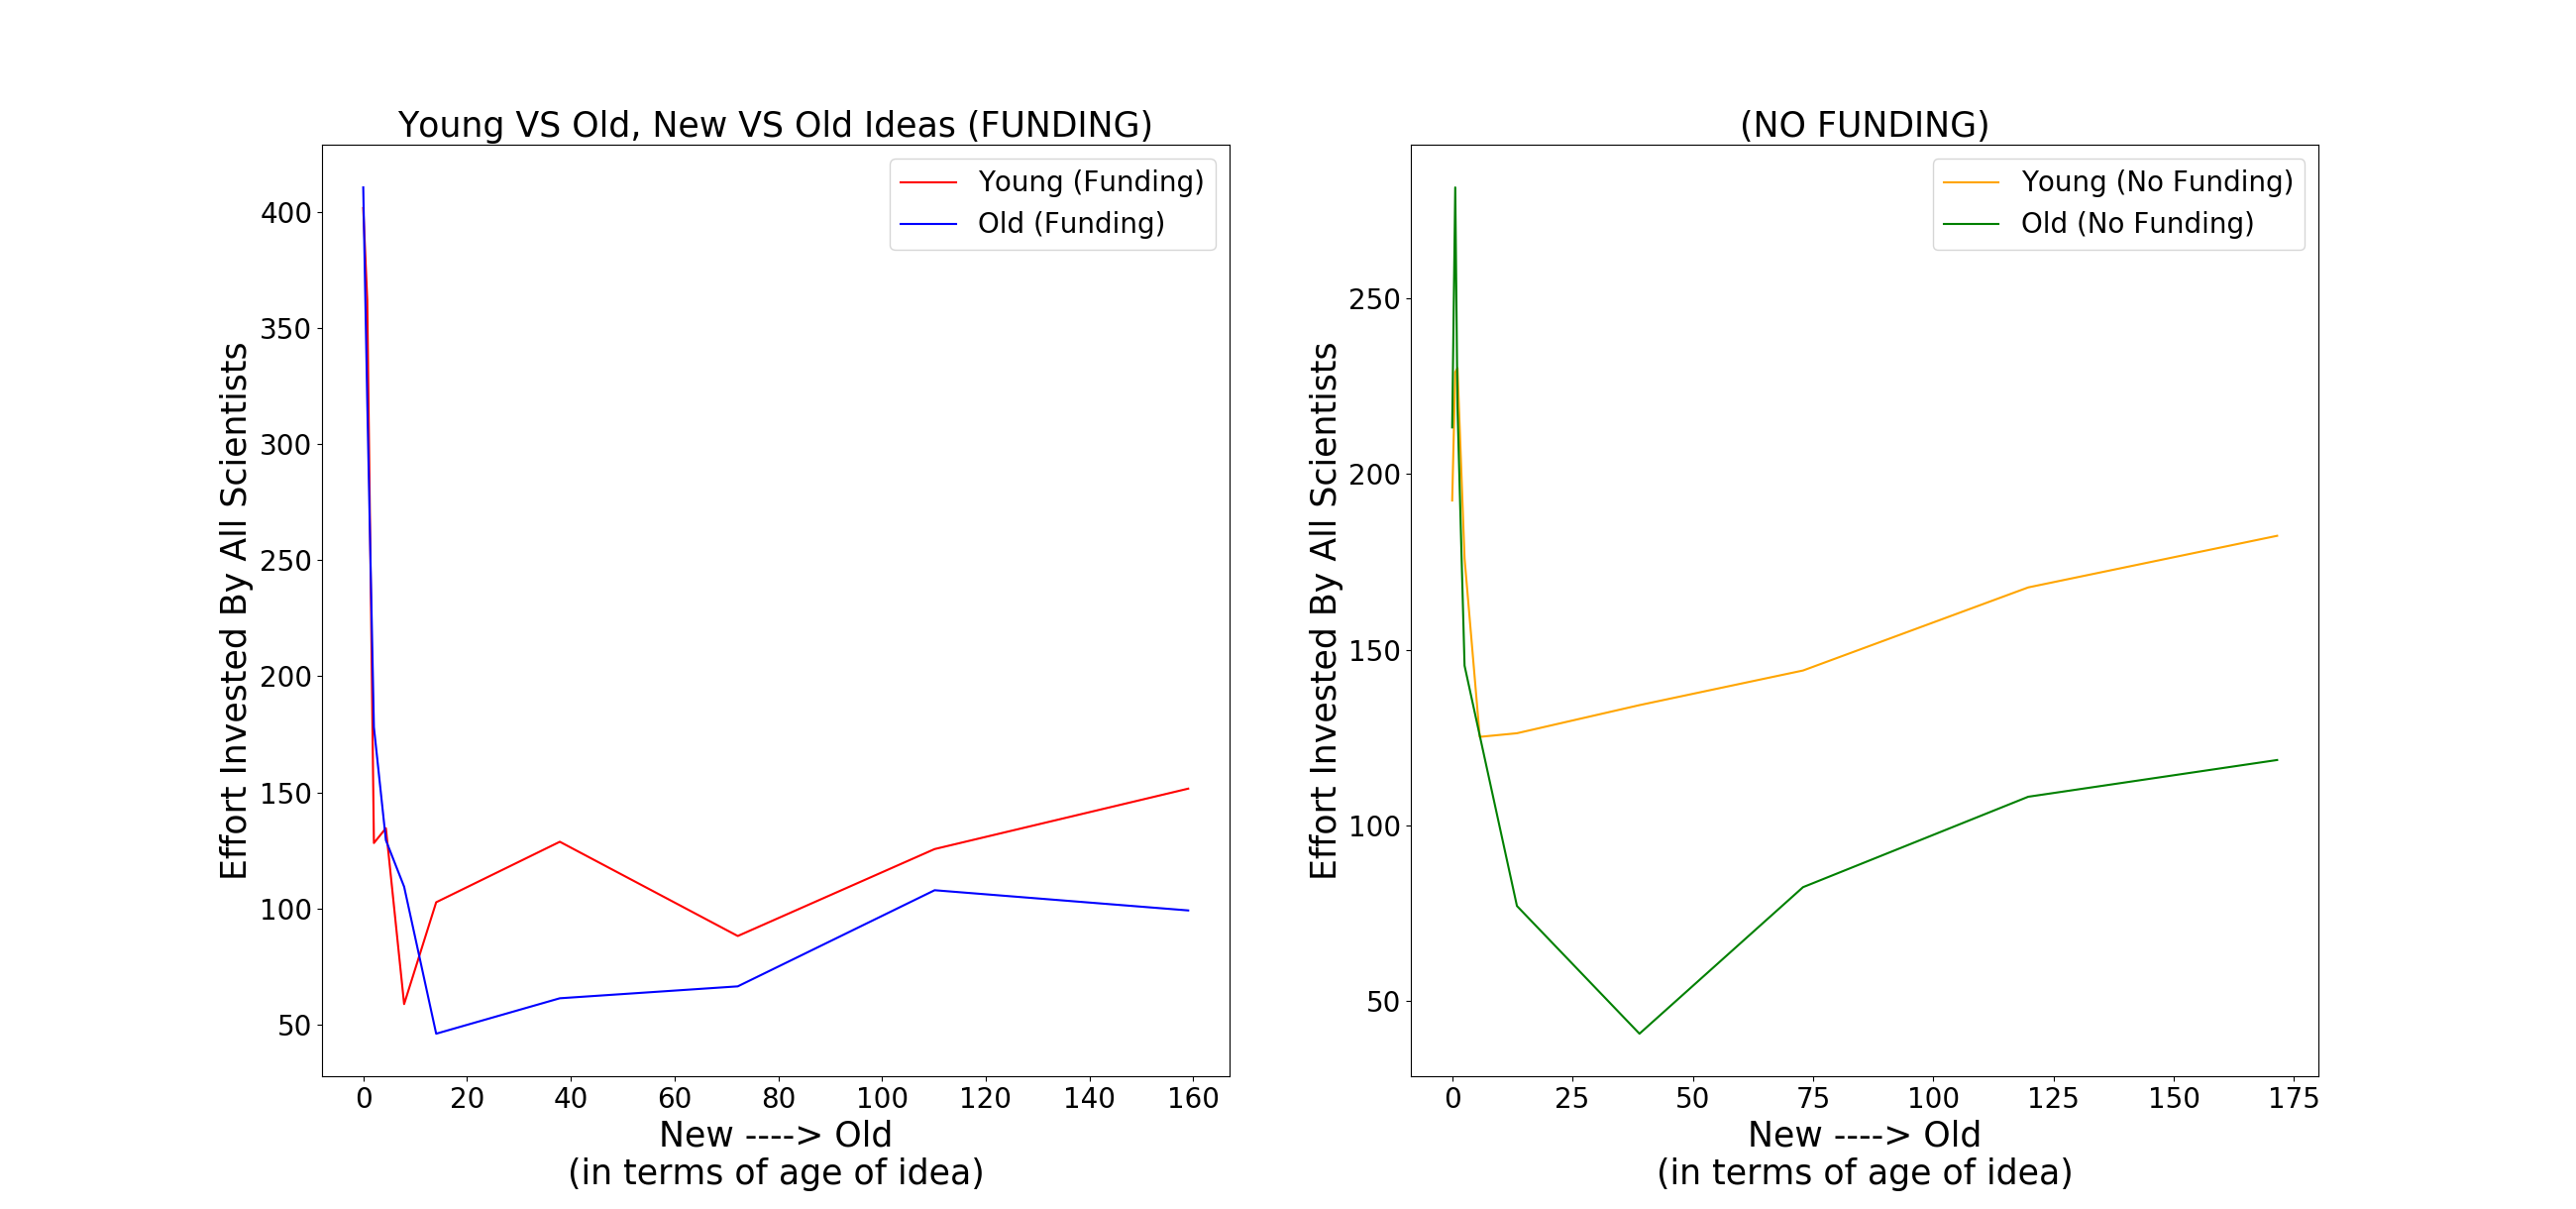 Young VS Old, New VS Old Ideas (FUNDING)
Young (Funding)
Old (Funding)
Effort Invested By All Scientists
400
350
300
250
200
150
100
50
0 20 40 60 80 100 120 140 160
New ----> Old
(in terms of age of idea)
(NO FUNDING)
Young (No Funding)
Old (No Funding)
Effort Invested By All Scientists
250
200
150
100
50
0 25 50 75 100 125 150 175
New ----> Old
(in terms of age of idea)